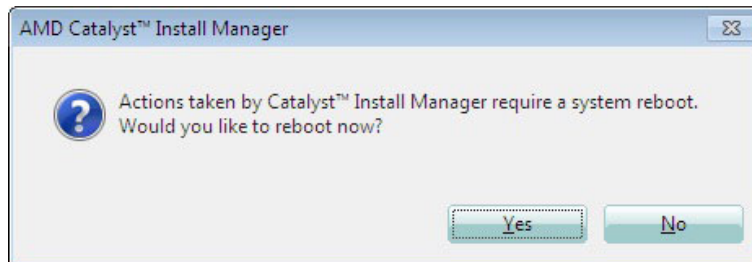 AMD Catalyst™ Install Manager
Actions taken by Catalyst™ Install Manager require a system reboot.
Would you like to reboot now?
Yes
No